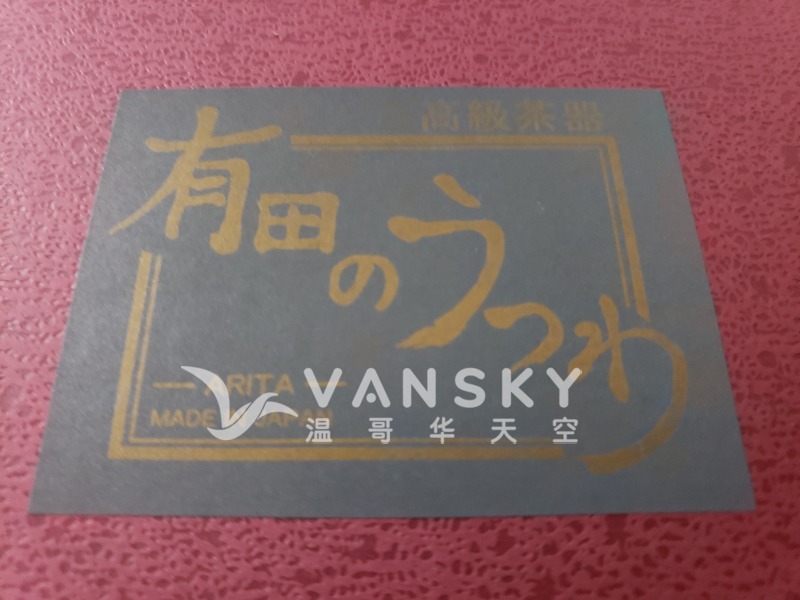 高級茶器
有田のうつわ
— ARITA —
MADE IN JAPAN
VANSKY
温哥华天空